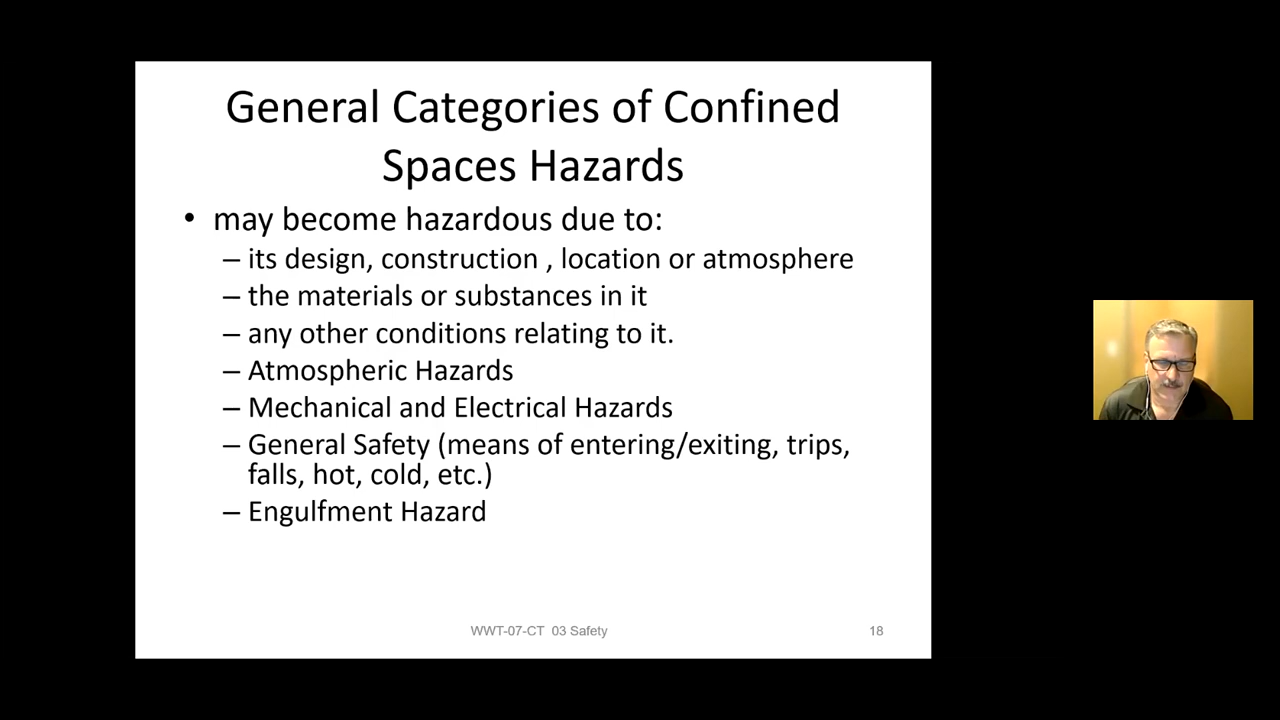 General Categories of Confined
Spaces Hazards
• may become hazardous due to:
– its design, construction , location or atmosphere
– the materials or substances in it
– any other conditions relating to it.
– Atmospheric Hazards
– Mechanical and Electrical Hazards
– General Safety (means of entering/exiting, trips,
falls, hot, cold, etc.)
– Engulfment Hazard
WWT-07-CT 03 Safety
18